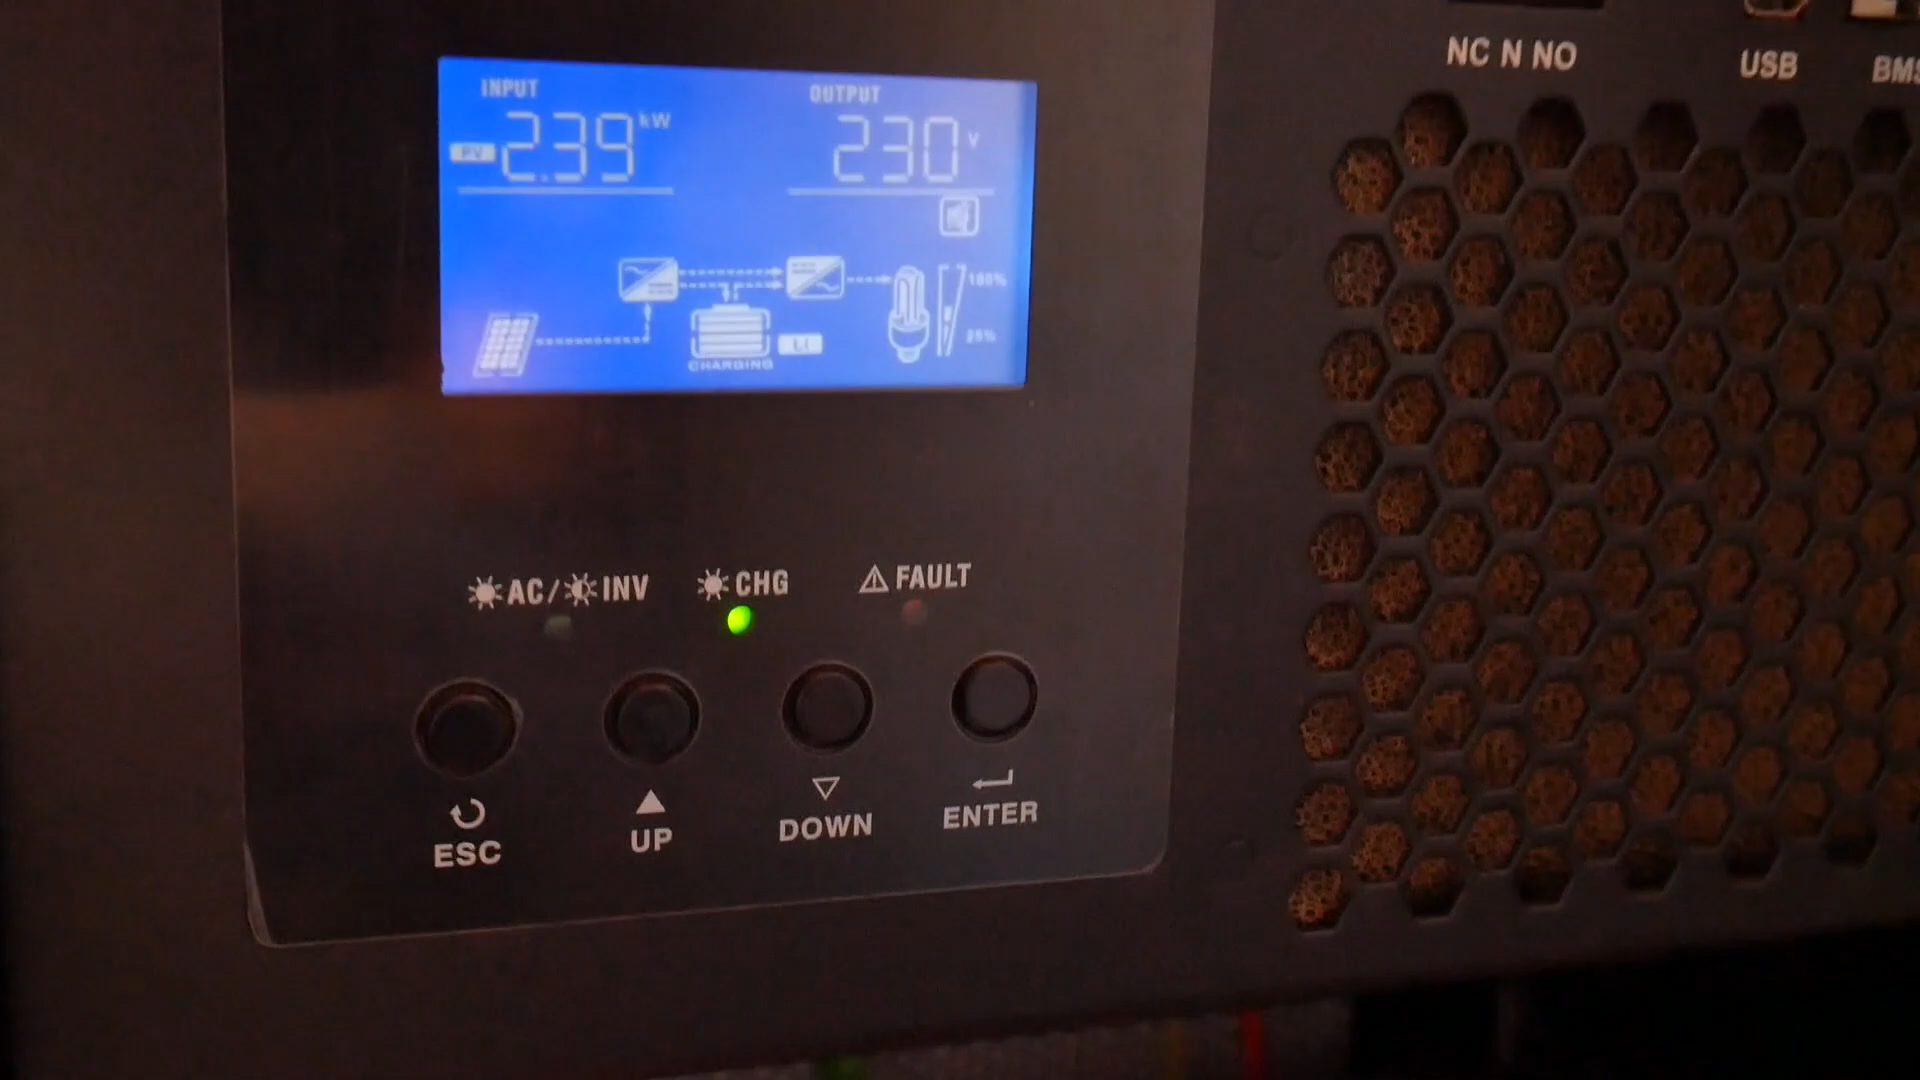 INPUT
OUTPUT
PV 2.39 kW
230 V
100%
25%
LI
CHARGING
NC N NO
USB
BMS
AC/ INV
CHG
FAULT
ESC
UP
DOWN
ENTER